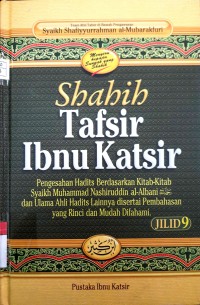 Syaikh Shafiyyurrahman al-Mubarakfuri
Shahih
Tafsir
Ibnu Katsir
Pengesahan Hadits Berdasarkan Kitab-Kitab
Syaikh Muhammad Nashiruddin al-Albani
dan Ulama Ahli Hadits Lainnya disertai Pembahasan
yang Rinci dan Mudah Difahami.
JILID 9
Pustaka Ibnu Katsir